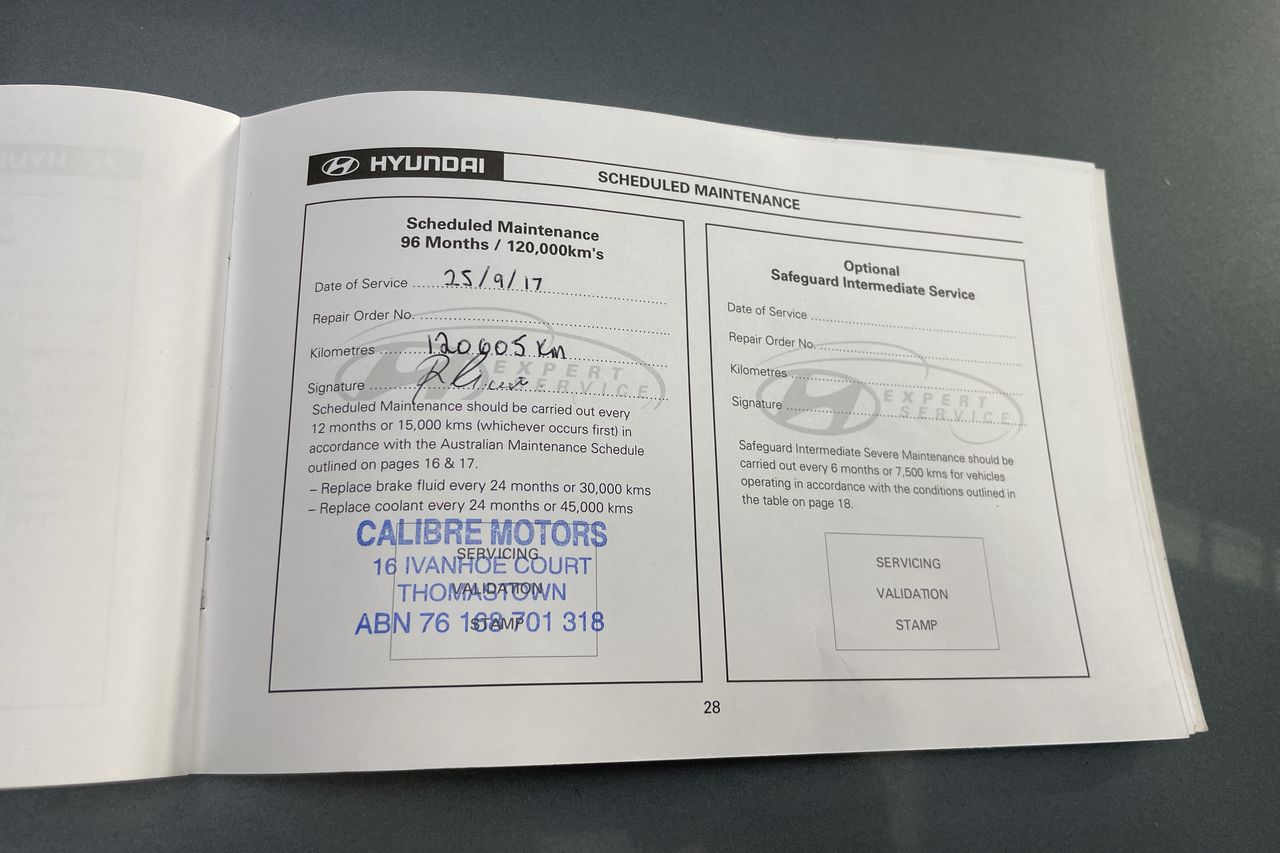 HYUNDAI
SCHEDULED MAINTENANCE
Scheduled Maintenance
96 Months / 120,000km's
Date of Service 25/9/17
Repair Order No.
Kilometres 120605 Km
Signature
EXPERT
SERVICE
Scheduled Maintenance should be carried out every
12 months or 15,000 kms (whichever occurs first) in
accordance with the Australian Maintenance Schedule
outlined on pages 16 & 17.
– Replace brake fluid every 24 months or 30,000 kms
– Replace coolant every 24 months or 45,000 kms
CALIBRE MOTORS
SERVICING
16 IVANHOE COURT
VALIDATION
THOMASTOWN
STAMP
ABN 76 168 701 318
Optional
Safeguard Intermediate Service
Date of Service
Repair Order No.
Kilometres
Signature
EXPERT
SERVICE
Safeguard Intermediate Severe Maintenance should be
carried out every 6 months or 7,500 kms for vehicles
operating in accordance with the conditions outlined in
the table on page 18.
SERVICING
VALIDATION
STAMP
28